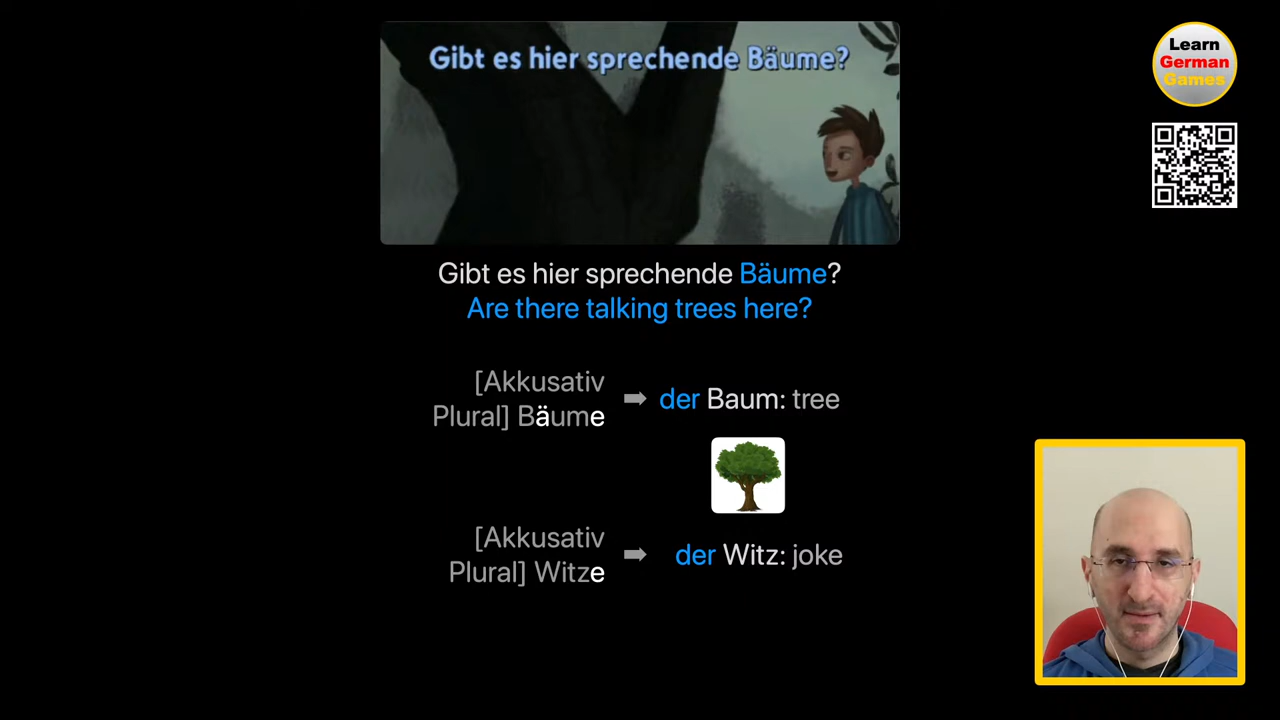 Gibt es hier sprechende Bäume?
Learn
German
Games
Gibt es hier sprechende Bäume?
Are there talking trees here?
[Akkusativ
Plural] Bäume
➡ der Baum: tree
[Akkusativ
Plural] Witze
➡ der Witz: joke